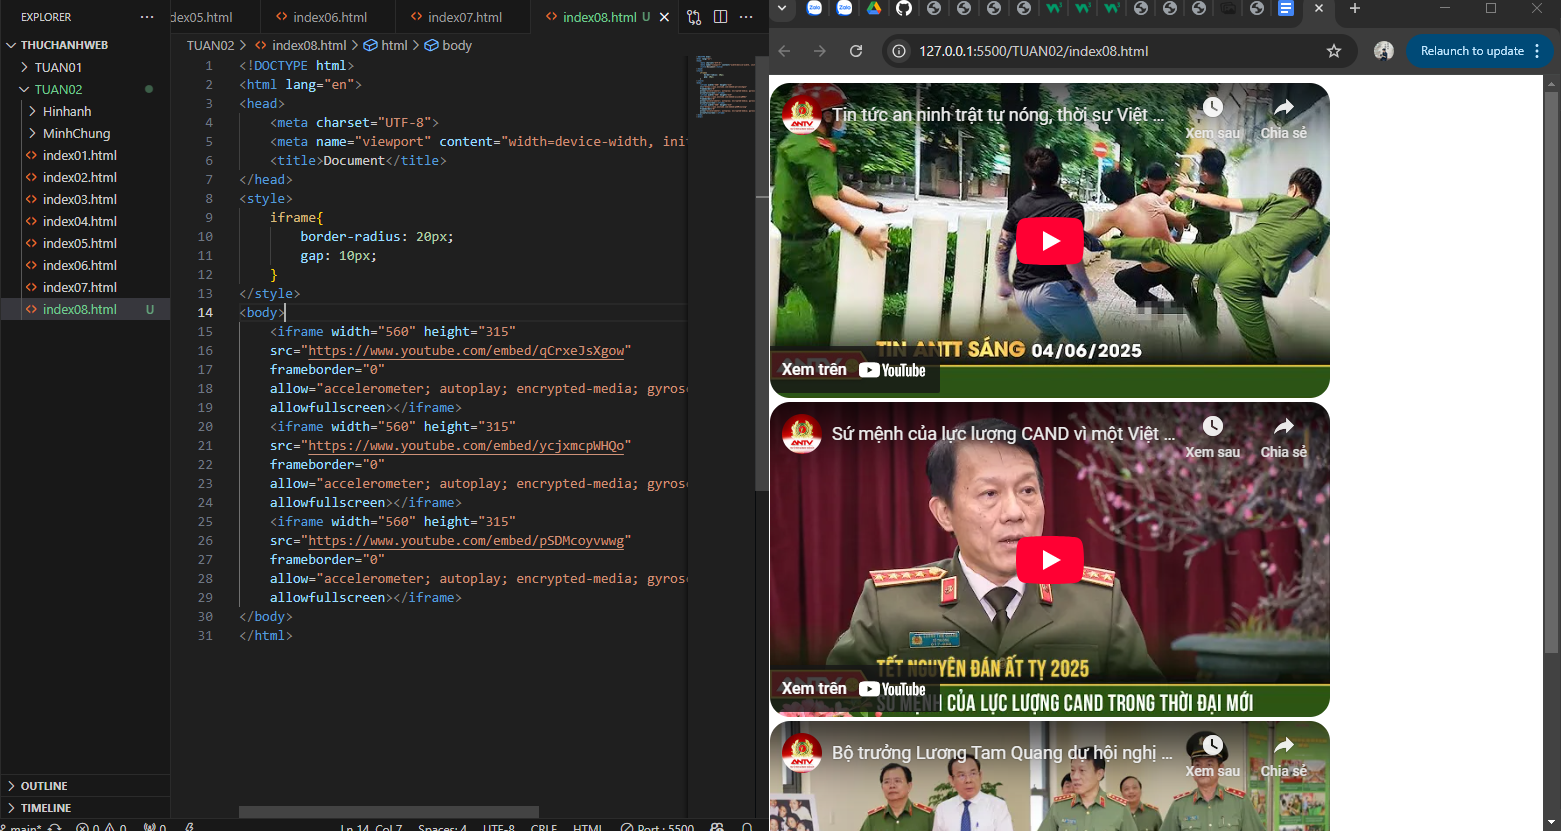 EXPLORER
THUCHANHWEB
TUAN01
TUAN02
Hinhanh
MinhChung
index01.html
index02.html
index03.html
index04.html
index05.html
index06.html
index07.html
index08.html U
OUTLINE
TIMELINE
dex05.html
index06.html
index07.html
index08.html U
TUAN02 > index08.html > html > body
1 <!DOCTYPE html>
2 <html lang="en">
3 <head>
4 <meta charset="UTF-8">
5 <meta name="viewport" content="width=device-width, init
6 <title>Document</title>
7 </head>
8 <style>
9 iframe{
10 border-radius: 20px;
11 gap: 10px;
12 }
13 </style>
14 <body>
15 <iframe width="560" height="315"
16 src="https://www.youtube.com/embed/qCrxeJsXgow"
17 frameborder="0"
18 allow="accelerometer; autoplay; encrypted-media; gyrosc
19 allowfullscreen></iframe>
20 <iframe width="560" height="315"
21 src="https://www.youtube.com/embed/ycjxmcpWHQo"
22 frameborder="0"
23 allow="accelerometer; autoplay; encrypted-media; gyrosc
24 allowfullscreen></iframe>
25 <iframe width="560" height="315"
26 src="https://www.youtube.com/embed/pSDMcoyvwwg"
27 frameborder="0"
28 allow="accelerometer; autoplay; encrypted-media; gyrosc
29 allowfullscreen></iframe>
30 </body>
31 </html>
main* 0 0 0 Ln 14, Col 7 Spaces: 4 UTF-8 CRLF HTML Port : 5500
127.0.0.1:5500/TUAN02/index08.html
Relaunch to update
ANTV
Tin tức an ninh trật tự nóng, thời sự Việt ...
Xem sau
Chia sẻ
TIN ANTT SÁNG 04/06/2025
Xem trên YouTube
ANTV
Sứ mệnh của lực lượng CAND vì một Việt ...
Xem sau
Chia sẻ
TẾT NGUYÊN ĐÁN ẤT TỴ 2025
Xem trên YouTube
SỨ MỆNH CỦA LỰC LƯỢNG CAND TRONG THỜI ĐẠI MỚI
ANTV
Bộ trưởng Lương Tam Quang dự hội nghị ...
Xem sau
Chia sẻ